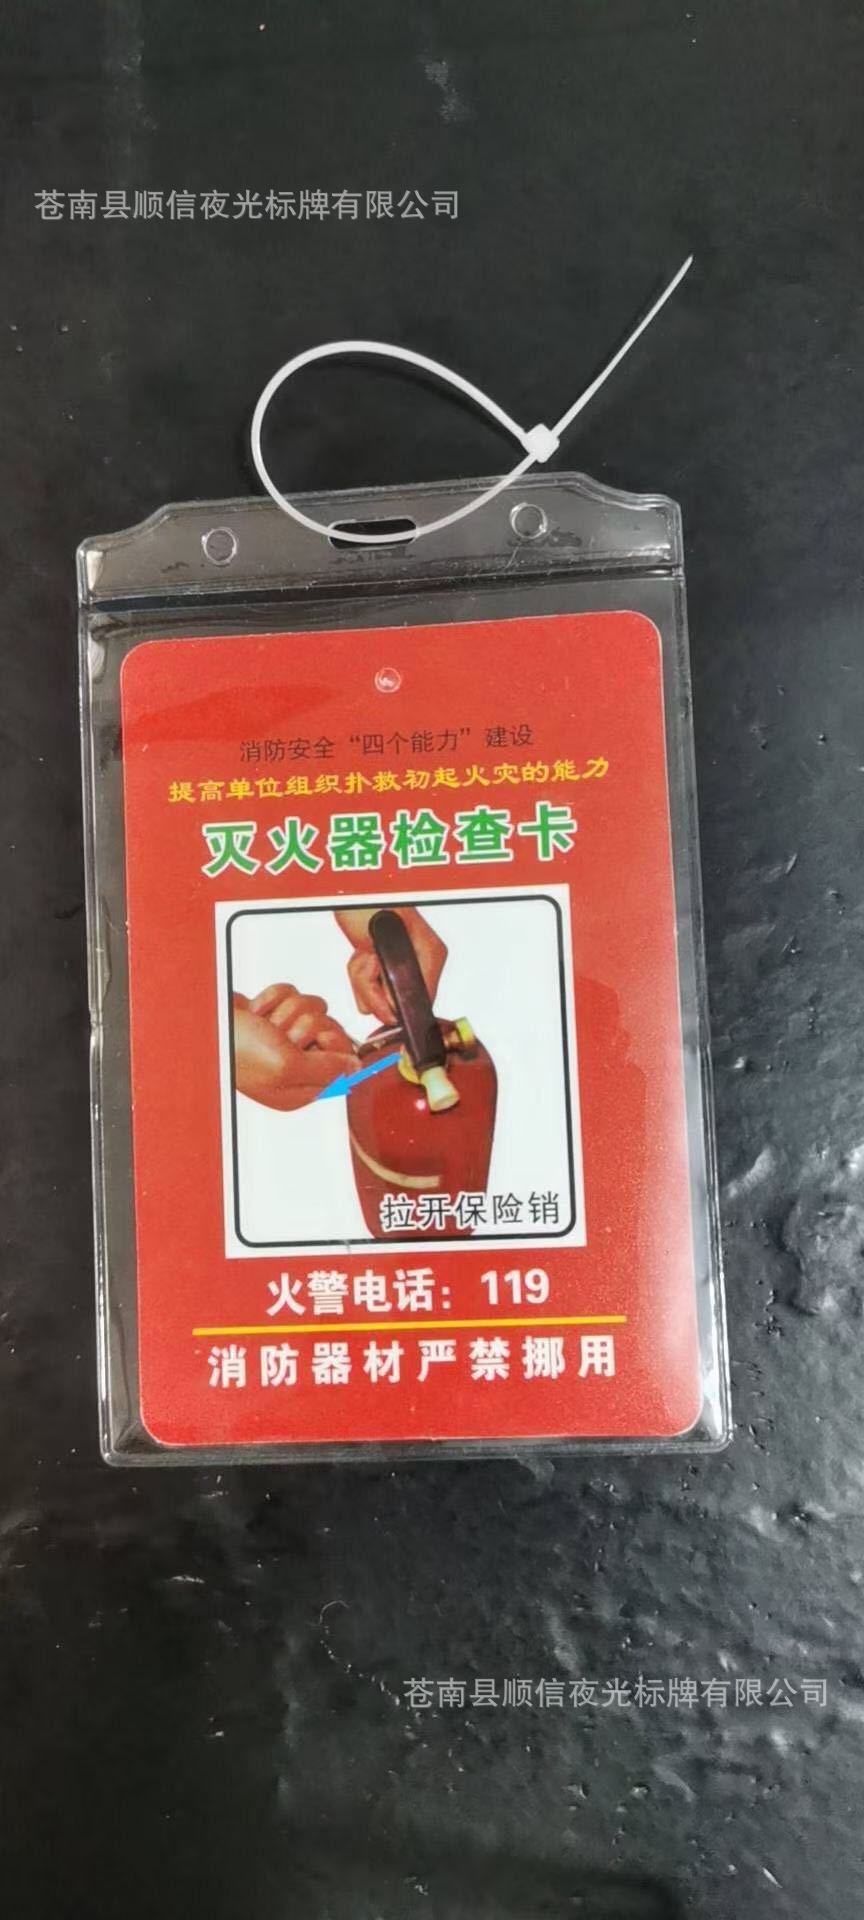 苍南县顺信夜光标牌有限公司
消防安全“四个能力”建设
提高单位组织扑救初起火灾的能力
灭火器检查卡
拉开保险销
火警电话：119
消防器材严禁挪用
苍南县顺信夜光标牌有限公司